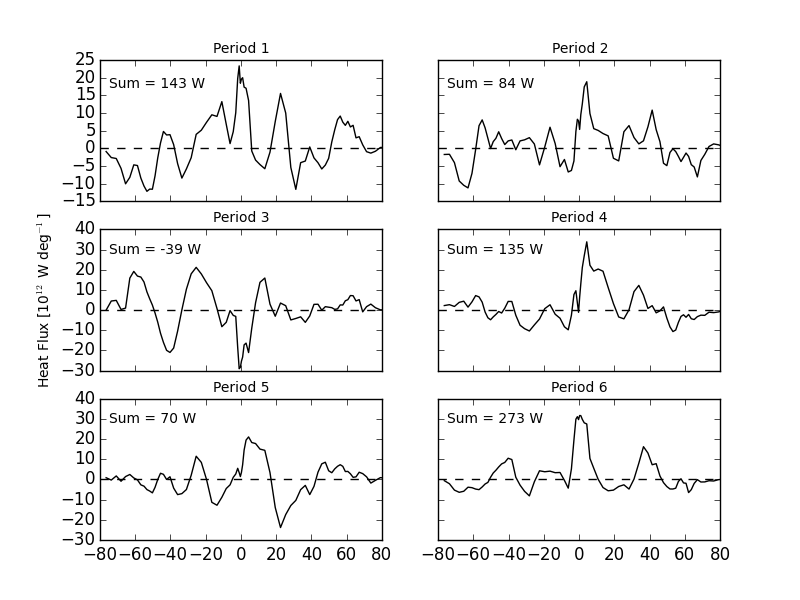 Period 1
Period 2
25
20
15
10
5
0
−5
−10
−15
Sum = 143 W
Sum = 84 W
Period 3
Period 4
40
30
20
10
0
−10
−20
−30
Sum = -39 W
Sum = 135 W
Heat Flux [10¹² W deg⁻¹]
Period 5
Period 6
40
30
20
10
0
−10
−20
−30
Sum = 70 W
Sum = 273 W
−80 −60 −40 −20 0 20 40 60 80
−80 −60 −40 −20 0 20 40 60 80